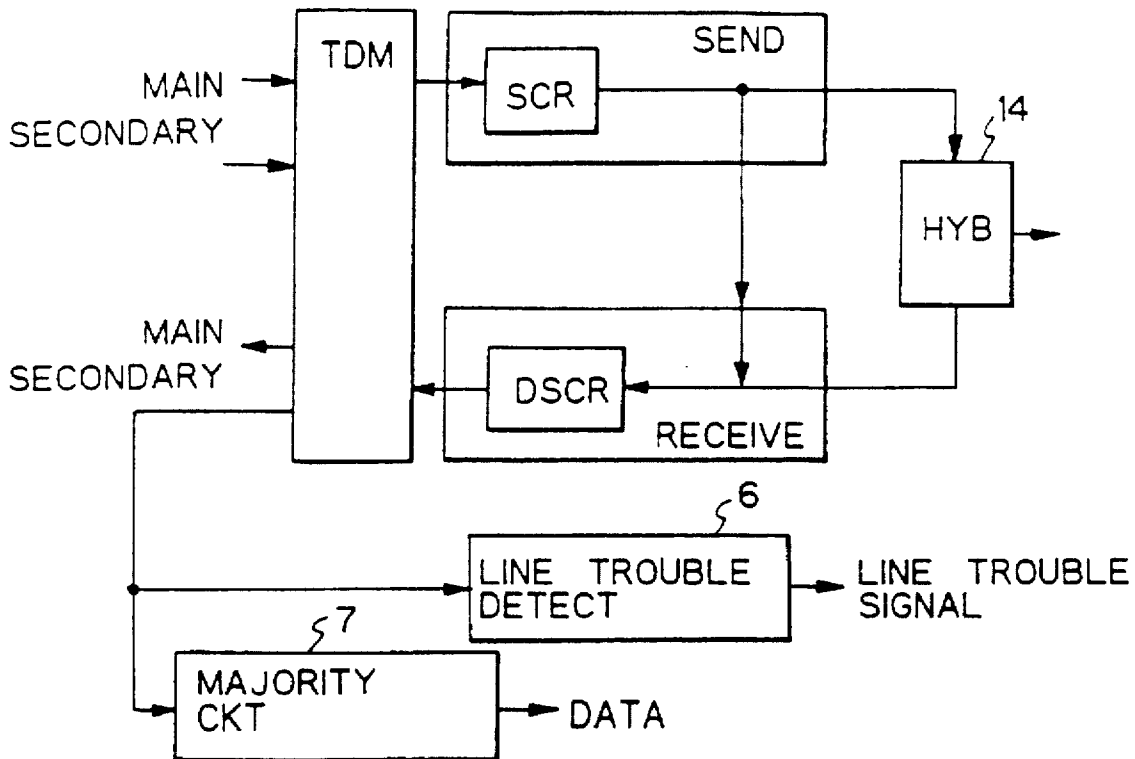 TDM
SEND
MAIN
SECONDARY
SCR
14
HYB
MAIN
SECONDARY
DSCR
RECEIVE
6
LINE TROUBLE
DETECT
LINE TROUBLE
SIGNAL
7
MAJORITY
CKT
DATA